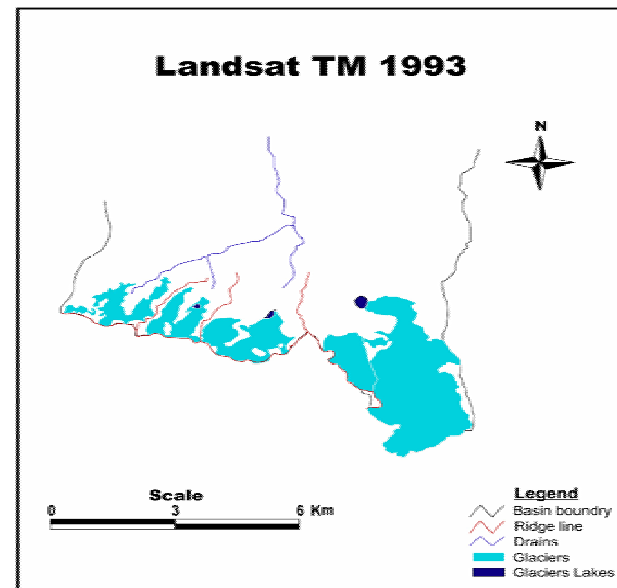 Landsat TM 1993
N
Scale
0 3 6 Km
Legend
Basin boundry
Ridge line
Drains
Glaciers
Glaciers Lakes